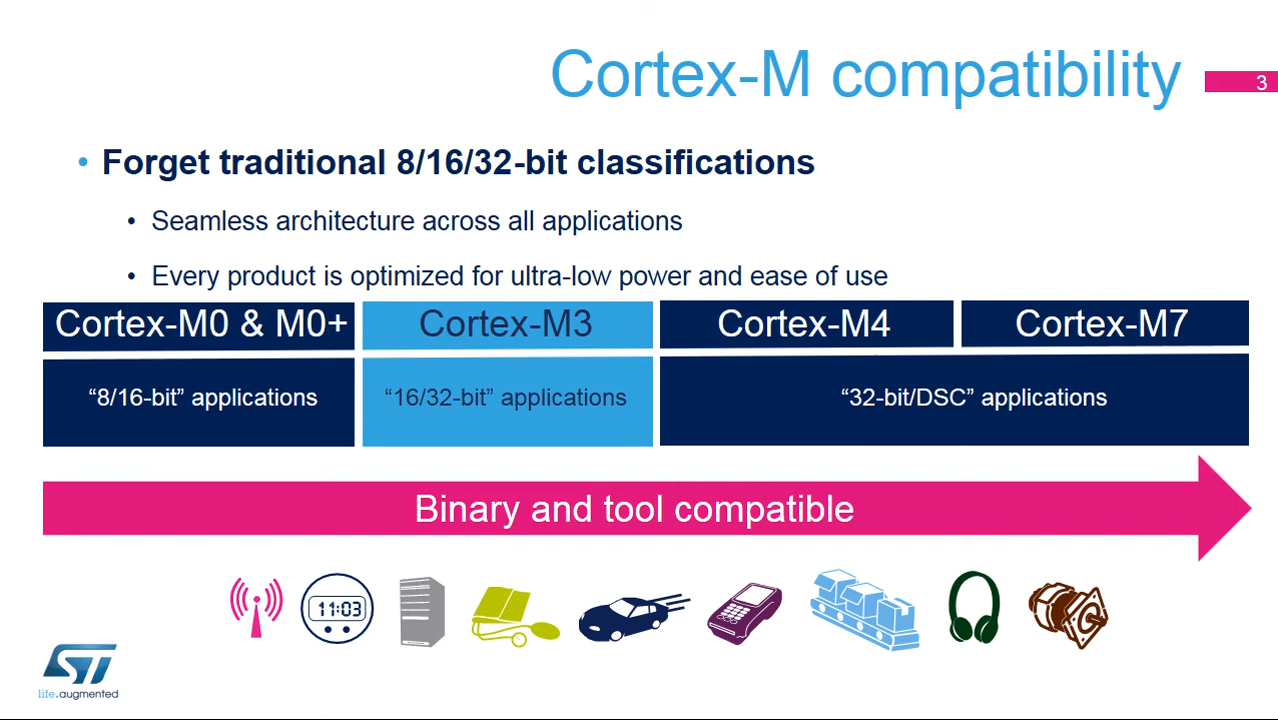 Cortex-M compatibility
3
• Forget traditional 8/16/32-bit classifications
• Seamless architecture across all applications
• Every product is optimized for ultra-low power and ease of use
Cortex-M0 & M0+
Cortex-M3
Cortex-M4
Cortex-M7
“8/16-bit” applications
“16/32-bit” applications
“32-bit/DSC” applications
Binary and tool compatible
11:03
ST
life.augmented